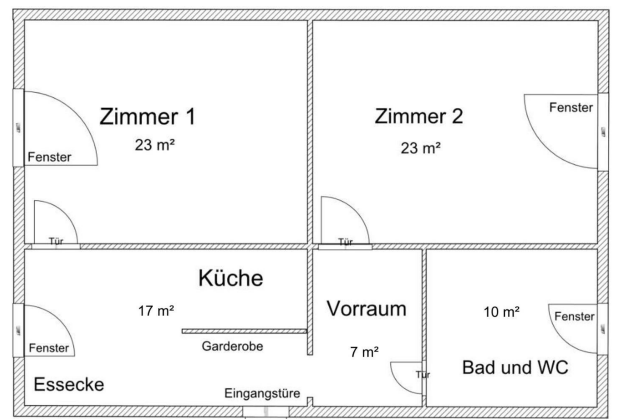 Zimmer 1
23 m²
Fenster
Tür
Zimmer 2
23 m²
Fenster
Tür
Küche
17 m²
Garderobe
Fenster
Essecke
Eingangstüre
Vorraum
7 m²
Tür
10 m²
Fenster
Bad und WC